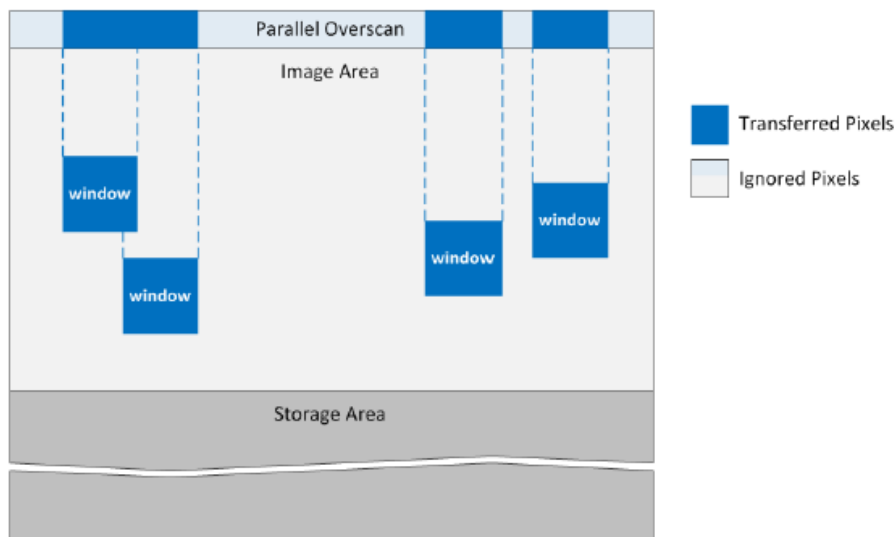 Parallel Overscan
Image Area
Transferred Pixels
Ignored Pixels
window
window
window
window
Storage Area